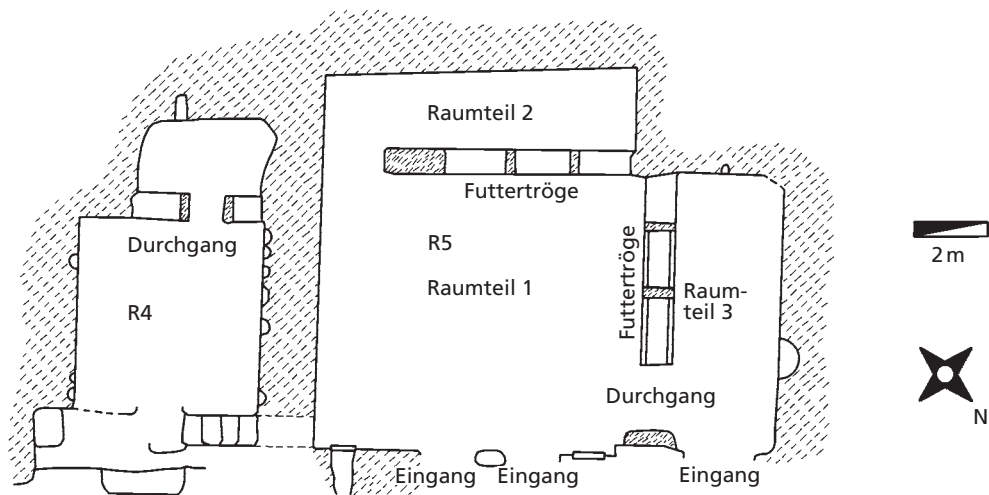 Raumteil 2
Futtertröge
Durchgang
R5
Raumteil 1
Futtertröge
Raum-
teil 3
R4
2 m
N
Durchgang
Eingang
Eingang
Eingang